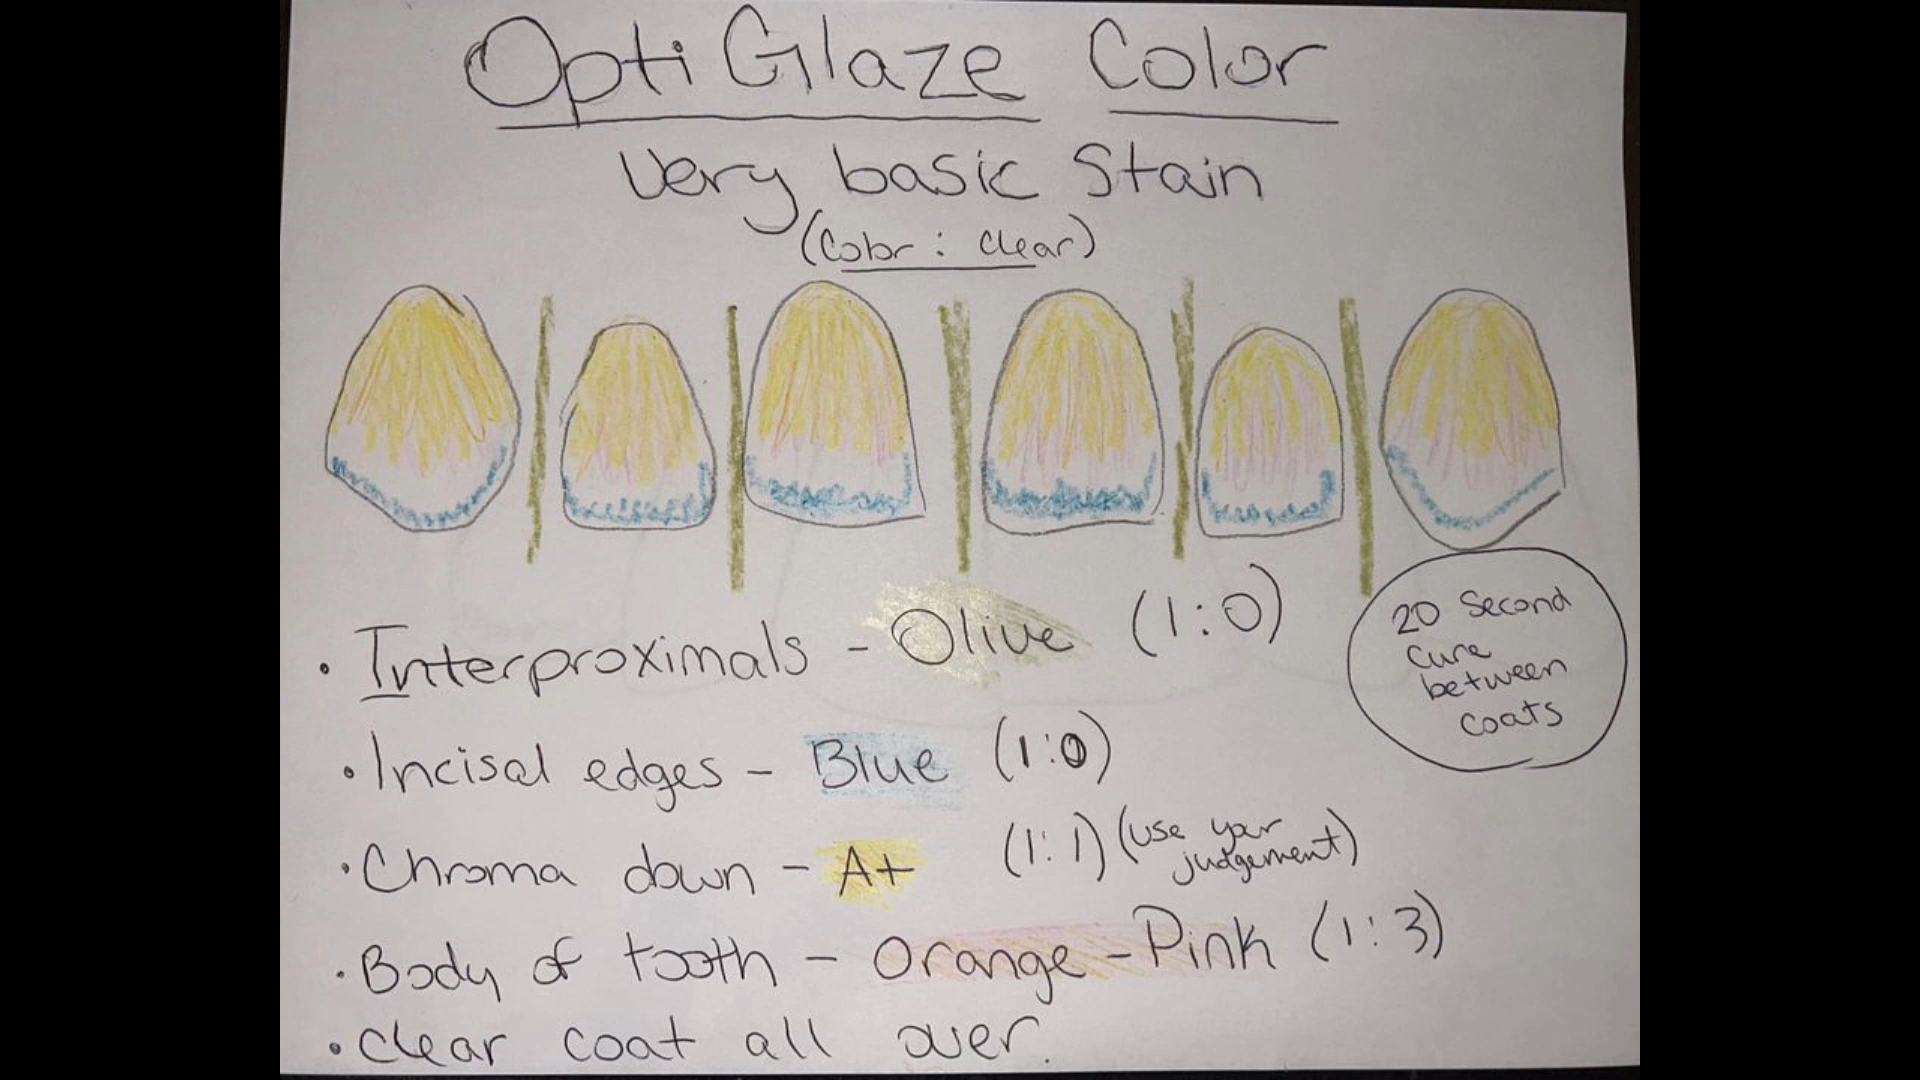 OptiGlaze Color
Very basic Stain
(Color : Clear)
20 Second
Cure
between
Coats
• Interproximals - Olive (1:0)
• Incisal edges - Blue (1:0)
• Chroma down - A+ (1:1) (use your judgement)
• Body of tooth - Orange-Pink (1:3)
• Clear coat all over.